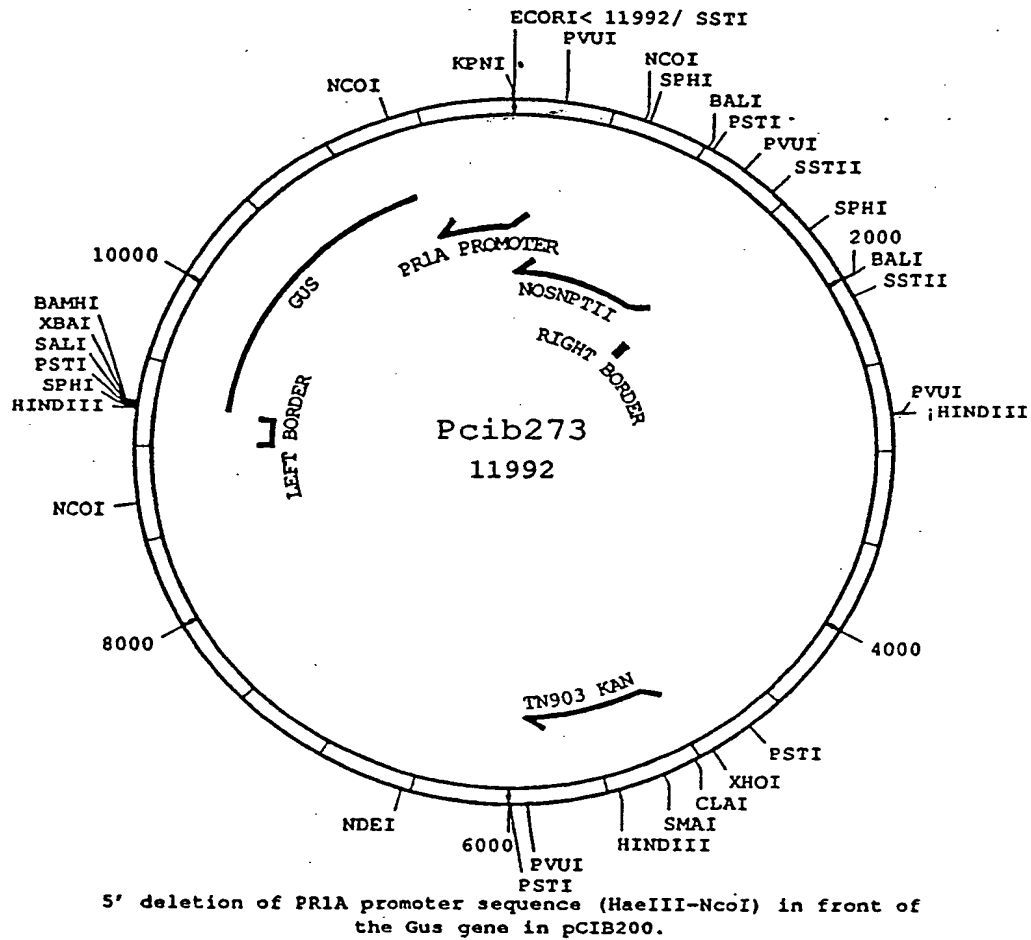 ECORI< 11992/ SSTI
PVUI
KPNI
NCOI
SPHI
NCOI
BALI
PSTI
PVUI
SSTII
SPHI
2000
BALI
SSTII
10000
PR1A PROMOTER
GUS
NOSNPTII
RIGHT BORDER
BAMHI
XBAI
SALI
PSTI
SPHI
HINDIII
LEFT BORDER
PVUI
¡HINDIII
Pcib273
11992
NCOI
8000
4000
TN903 KAN
PSTI
XHOI
CLAI
SMAI
HINDIII
NDEI
6000
PVUI
PSTI
5' deletion of PR1A promoter sequence (HaeIII-NcoI) in front of
the Gus gene in pCIB200.